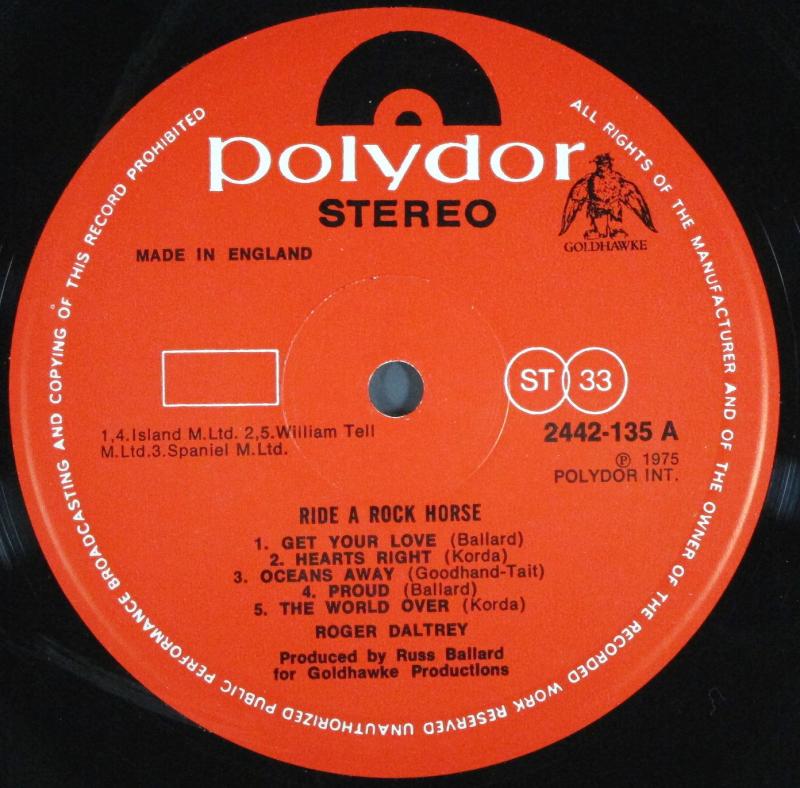 polydor
STEREO
GOLDHAWKE
MADE IN ENGLAND
ST 33
1,4.Island M.Ltd. 2,5.William Tell
M.Ltd.3.Spaniel M.Ltd.
2442-135 A
Ⓟ 1975
POLYDOR INT.
RIDE A ROCK HORSE
1. GET YOUR LOVE (Ballard)
2. HEARTS RIGHT (Korda)
3. OCEANS AWAY (Goodhand-Tait)
4. PROUD (Ballard)
5. THE WORLD OVER (Korda)
ROGER DALTREY
Produced by Russ Ballard
for Goldhawke Productions
ALL RIGHTS OF THE MANUFACTURER AND OF THE OWNER OF THE RECORDED WORK RESERVED UNAUTHORIZED PUBLIC PERFORMANCE BROADCASTING AND COPYING OF THIS RECORD PROHIBITED